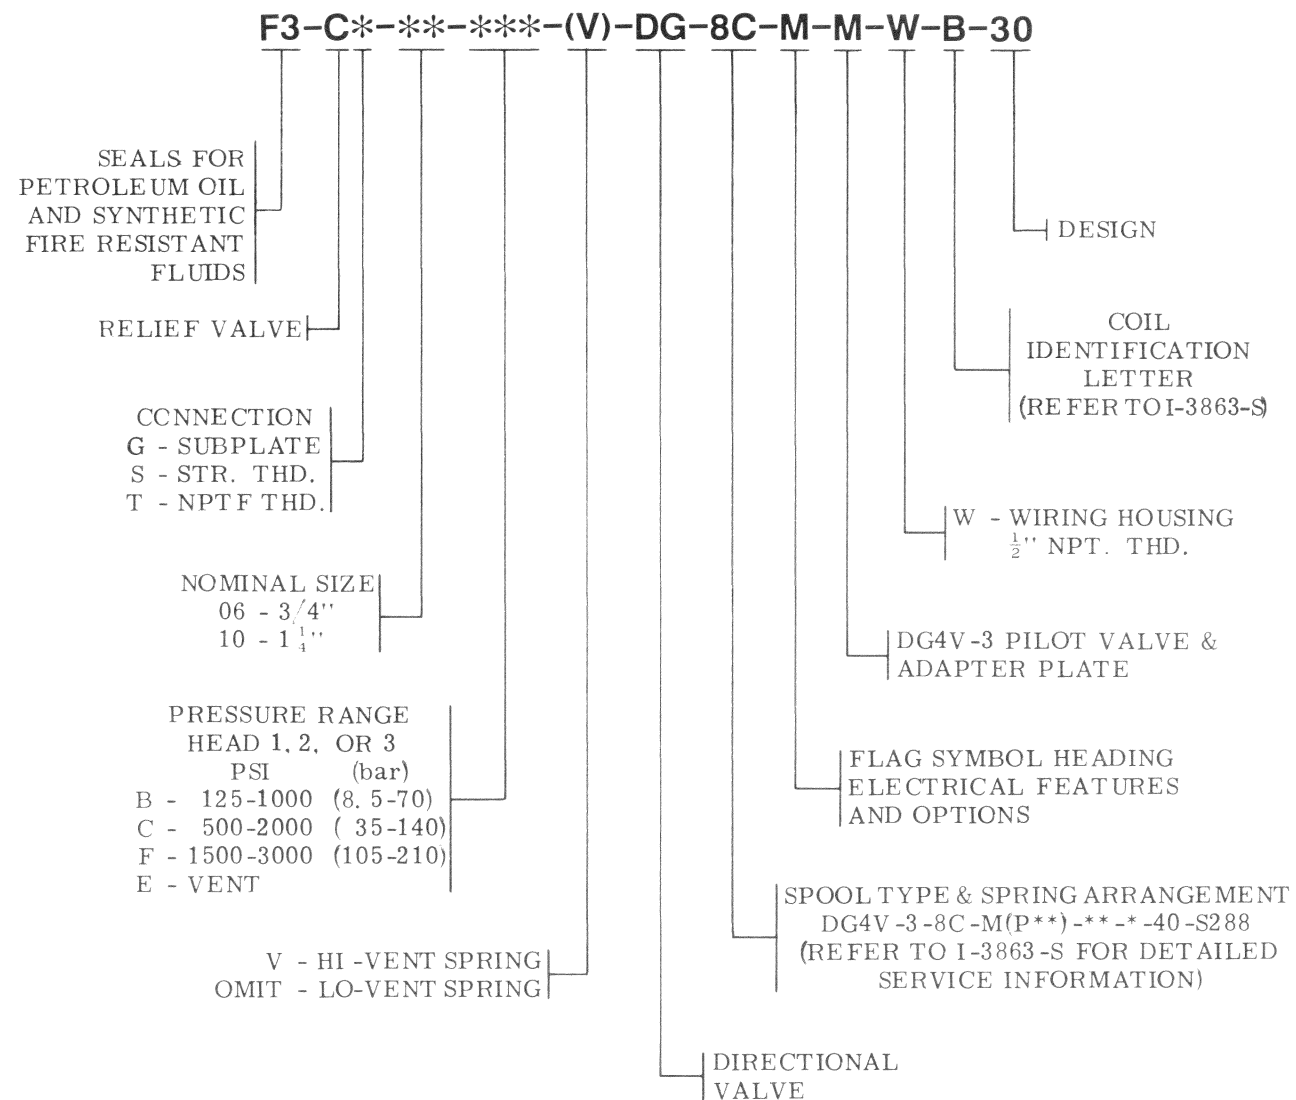 F3-C*-**-***-(V)-DG-8C-M-M-W-B-30
SEALS FOR
PETROLEUM OIL
AND SYNTHETIC
FIRE RESISTANT
FLUIDS
RELIEF VALVE
CCNNECTION
G - SUBPLATE
S - STR. THD.
T - NPTF THD.
NOMINAL SIZE
06 - 3/4''
10 - 1 1/4''
PRESSURE RANGE
HEAD 1, 2, OR 3
PSI (bar)
B - 125-1000 (8.5-70)
C - 500-2000 ( 35-140)
F - 1500-3000 (105-210)
E - VENT
V - HI-VENT SPRING
OMIT - LO-VENT SPRING
DIRECTIONAL
VALVE
SPOOL TYPE & SPRING ARRANGEMENT
DG4V-3-8C-M(P**)-**-*-40-S288
(REFER TO I-3863-S FOR DETAILED
SERVICE INFORMATION)
FLAG SYMBOL HEADING
ELECTRICAL FEATURES
AND OPTIONS
DG4V-3 PILOT VALVE &
ADAPTER PLATE
W - WIRING HOUSING
1/2'' NPT. THD.
COIL
IDENTIFICATION
LETTER
(REFER TO I-3863-S)
DESIGN